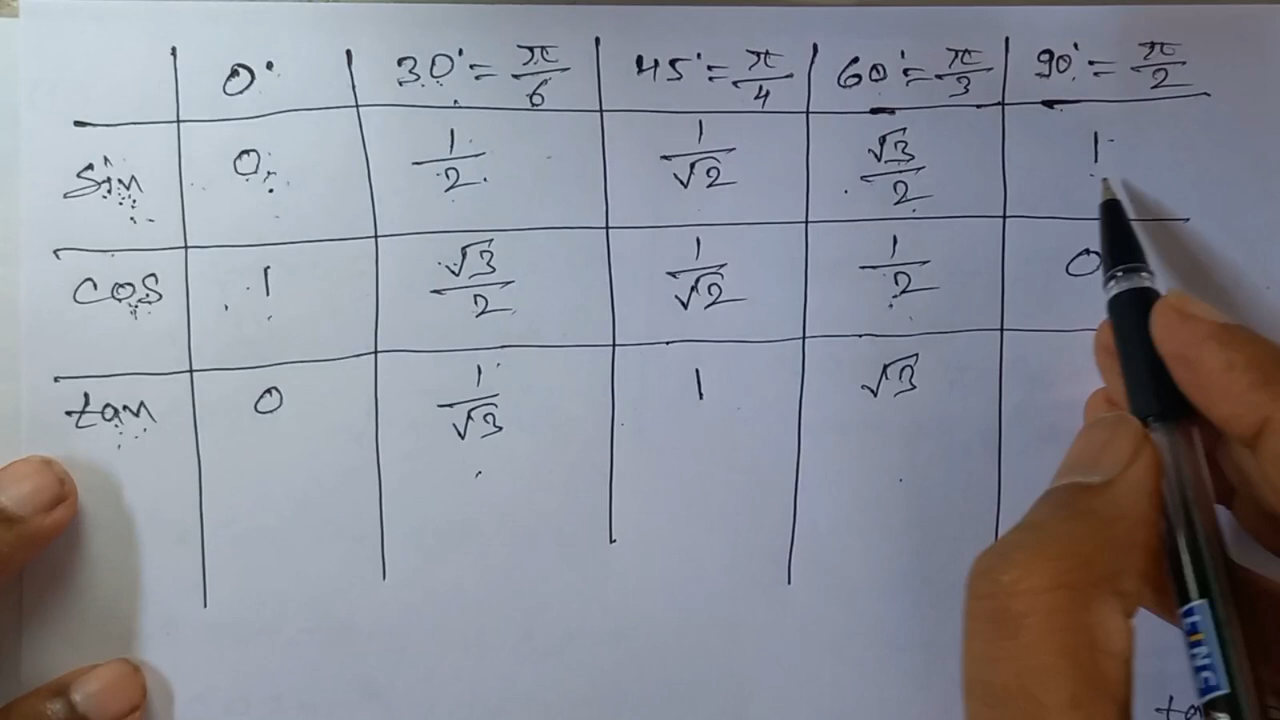 0° 30° = π/6 45° = π/4 60° = π/3 90° = π/2
Sin 0 1/2 1/√2 √3/2 1
cos 1 √3/2 1/√2 1/2 0
tan 0 1/√3 1 √3
LINC